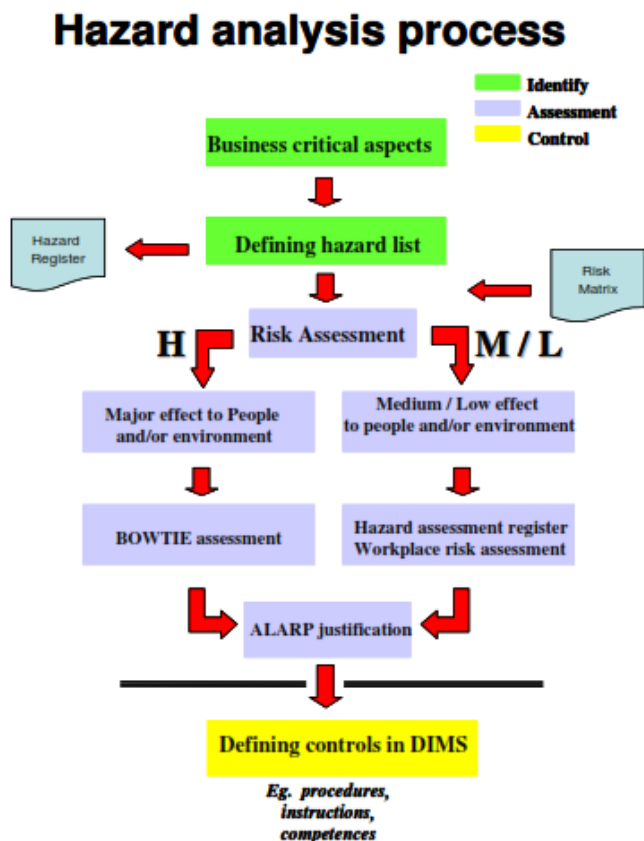 Hazard analysis process
Identify
Assessment
Control
Business critical aspects
Hazard
Register
Defining hazard list
Risk
Matrix
Risk Assessment
H
M / L
Major effect to People
and/or environment
Medium / Low effect
to people and/or environment
BOWTIE assessment
Hazard assessment register
Workplace risk assessment
ALARP justification
Defining controls in DIMS
Eg. procedures,
instructions,
competences